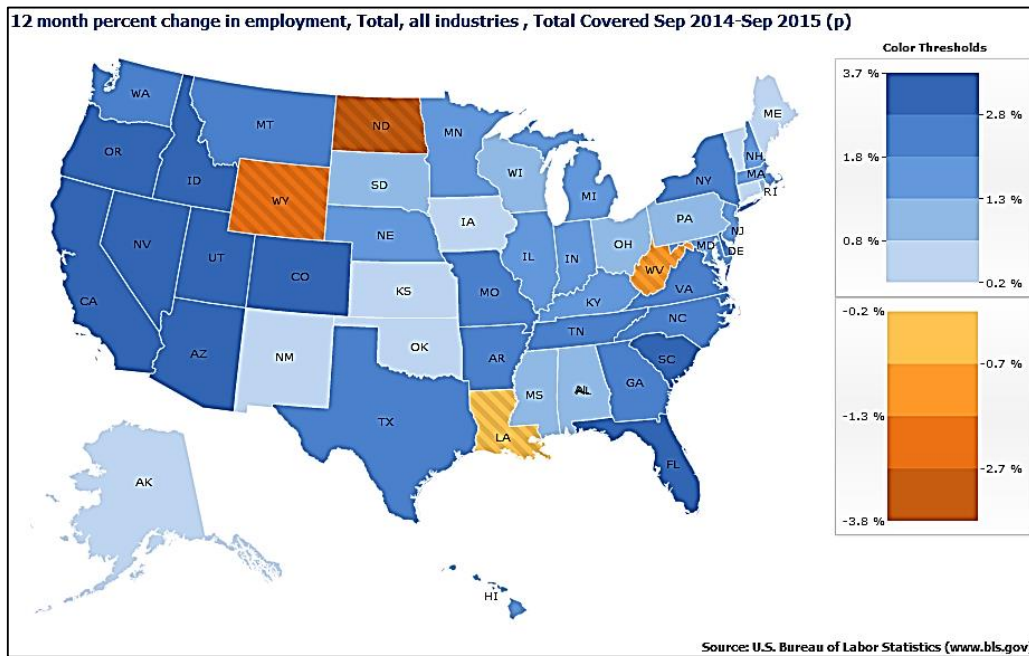 12 month percent change in employment, Total, all industries , Total Covered Sep 2014-Sep 2015 (p)
Color Thresholds
3.7 %
2.8 %
1.8 %
1.3 %
0.8 %
0.2 %
-0.2 %
-0.7 %
-1.3 %
-2.7 %
-3.8 %
WA
MT
ND
MN
ME
OR
ID
WY
SD
WI
MI
NY
NH
MA
RI
NV
UT
CO
NE
IA
IL
IN
OH
PA
NJ
MD
DE
CA
AZ
NM
KS
OK
MO
KY
WV
VA
TN
NC
SC
TX
AR
LA
MS
AL
GA
FL
AK
HI
Source: U.S. Bureau of Labor Statistics (www.bls.gov)